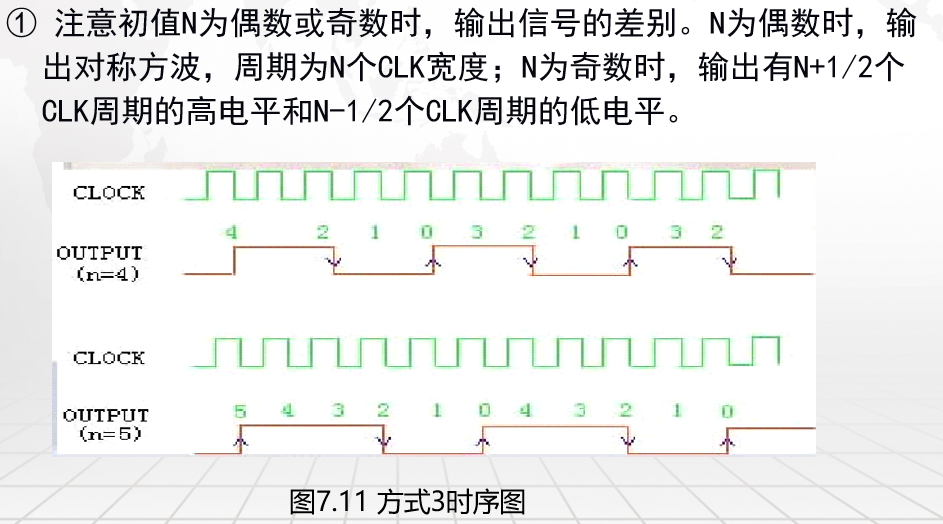 ① 注意初值N为偶数或奇数时，输出信号的差别。N为偶数时，输
出对称方波，周期为N个CLK宽度；N为奇数时，输出有N+1/2个
CLK周期的高电平和N-1/2个CLK周期的低电平。
CLOCK
4 2 1 0 3 2 1 0 3 2
OUTPUT
(n=4)
CLOCK
5 4 3 2 1 0 4 3 2 1 0
OUTPUT
(n=5)
图7.11 方式3时序图